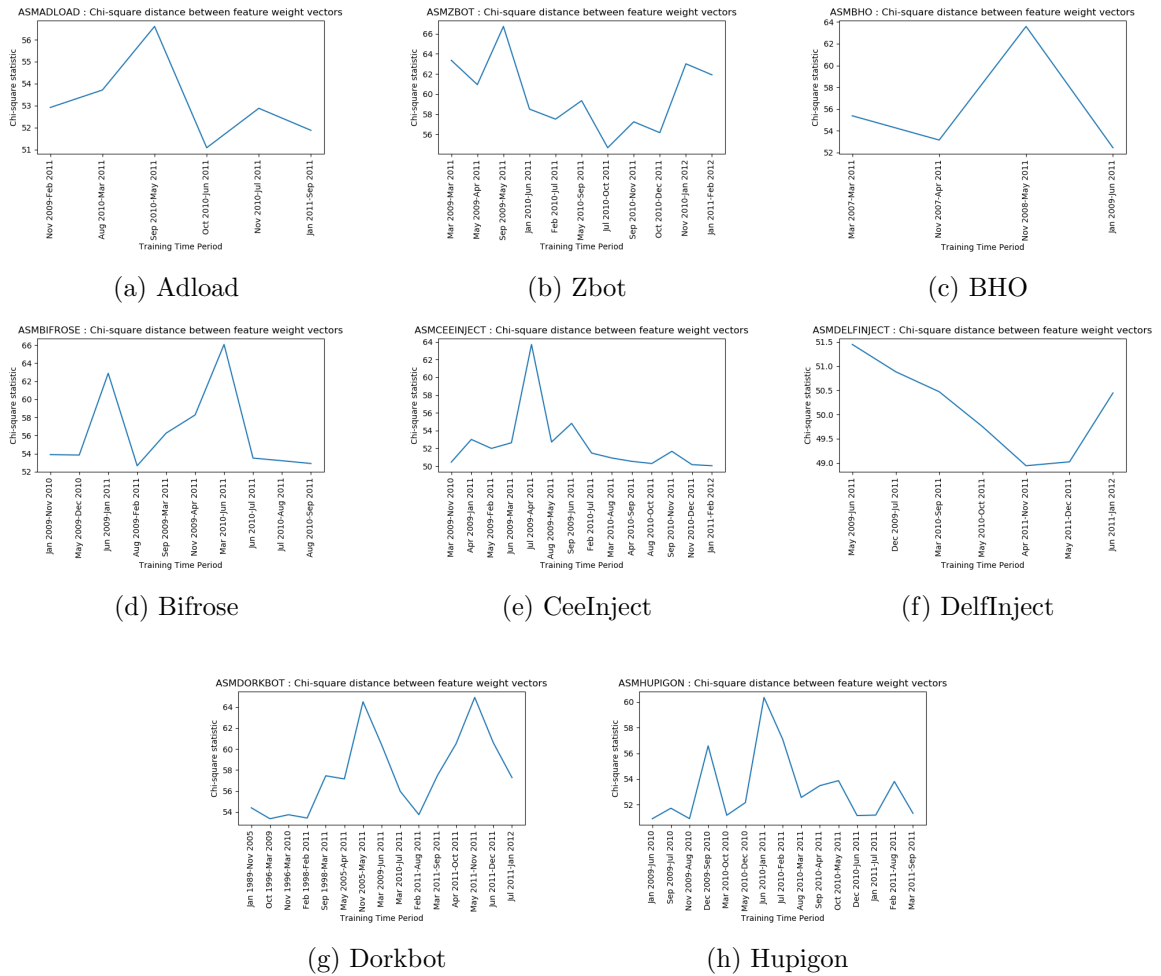 ASMADLOAD : Chi-square distance between feature weight vectors
Chi-square statistic
56
55
54
53
52
51
Nov 2009-Feb 2011
Aug 2010-Mar 2011
Sep 2010-May 2011
Oct 2010-Jun 2011
Nov 2010-Jul 2011
Jan 2011-Sep 2011
Training Time Period
(a) Adload
ASMZBOT : Chi-square distance between feature weight vectors
Chi-square statistic
66
64
62
60
58
56
Mar 2009-Mar 2011
May 2009-Apr 2011
Sep 2009-May 2011
Jan 2010-Jun 2011
Feb 2010-Jul 2011
May 2010-Sep 2011
Jul 2010-Oct 2011
Sep 2010-Nov 2011
Oct 2010-Dec 2011
Nov 2010-Jan 2012
Jan 2011-Feb 2012
Training Time Period
(b) Zbot
ASMBHO : Chi-square distance between feature weight vectors
Chi-square statistic
64
62
60
58
56
54
52
Mar 2007-Mar 2011
Nov 2007-Apr 2011
Nov 2008-May 2011
Jan 2009-Jun 2011
Training Time Period
(c) BHO
ASMBIFROSE : Chi-square distance between feature weight vectors
Chi-square statistic
66
64
62
60
58
56
54
52
Jan 2009-Nov 2010
May 2009-Dec 2010
Jun 2009-Jan 2011
Aug 2009-Feb 2011
Sep 2009-Mar 2011
Nov 2009-Apr 2011
Mar 2010-Jun 2011
Jun 2010-Jul 2011
Jul 2010-Aug 2011
Aug 2010-Sep 2011
Training Time Period
(d) Bifrose
ASMCEEINJECT : Chi-square distance between feature weight vectors
Chi-square statistic
64
62
60
58
56
54
52
50
Mar 2009-Nov 2010
Apr 2009-Jan 2011
May 2009-Feb 2011
Jun 2009-Mar 2011
Jul 2009-Apr 2011
Aug 2009-May 2011
Sep 2009-Jun 2011
Feb 2010-Jul 2011
Mar 2010-Aug 2011
Apr 2010-Sep 2011
Aug 2010-Oct 2011
Sep 2010-Nov 2011
Nov 2010-Dec 2011
Jan 2011-Feb 2012
Training Time Period
(e) CeeInject
ASMDELFINJECT : Chi-square distance between feature weight vectors
Chi-square statistic
51.5
51.0
50.5
50.0
49.5
49.0
May 2009-Jun 2011
Dec 2009-Jul 2011
Mar 2010-Sep 2011
May 2010-Oct 2011
Apr 2011-Nov 2011
May 2011-Dec 2011
Jun 2011-Jan 2012
Training Time Period
(f) DelfInject
ASMDORKBOT : Chi-square distance between feature weight vectors
Chi-square statistic
64
62
60
58
56
54
Jan 1989-Nov 2005
Oct 1996-Mar 2009
Nov 1996-Mar 2010
Feb 1998-Feb 2011
Sep 1998-Mar 2011
May 2005-Apr 2011
Nov 2005-May 2011
Mar 2009-Jun 2011
Mar 2010-Jul 2011
Feb 2011-Aug 2011
Mar 2011-Sep 2011
Apr 2011-Oct 2011
May 2011-Nov 2011
Jun 2011-Dec 2011
Jul 2011-Jan 2012
Training Time Period
(g) Dorkbot
ASMHUPIGON : Chi-square distance between feature weight vectors
Chi-square statistic
60
58
56
54
52
Jan 2009-Jun 2010
Sep 2009-Jul 2010
Nov 2009-Aug 2010
Dec 2009-Sep 2010
Mar 2010-Oct 2010
May 2010-Dec 2010
Jun 2010-Jan 2011
Jul 2010-Feb 2011
Aug 2010-Mar 2011
Sep 2010-Apr 2011
Oct 2010-May 2011
Dec 2010-Jun 2011
Jan 2011-Jul 2011
Feb 2011-Aug 2011
Mar 2011-Sep 2011
Training Time Period
(h) Hupigon